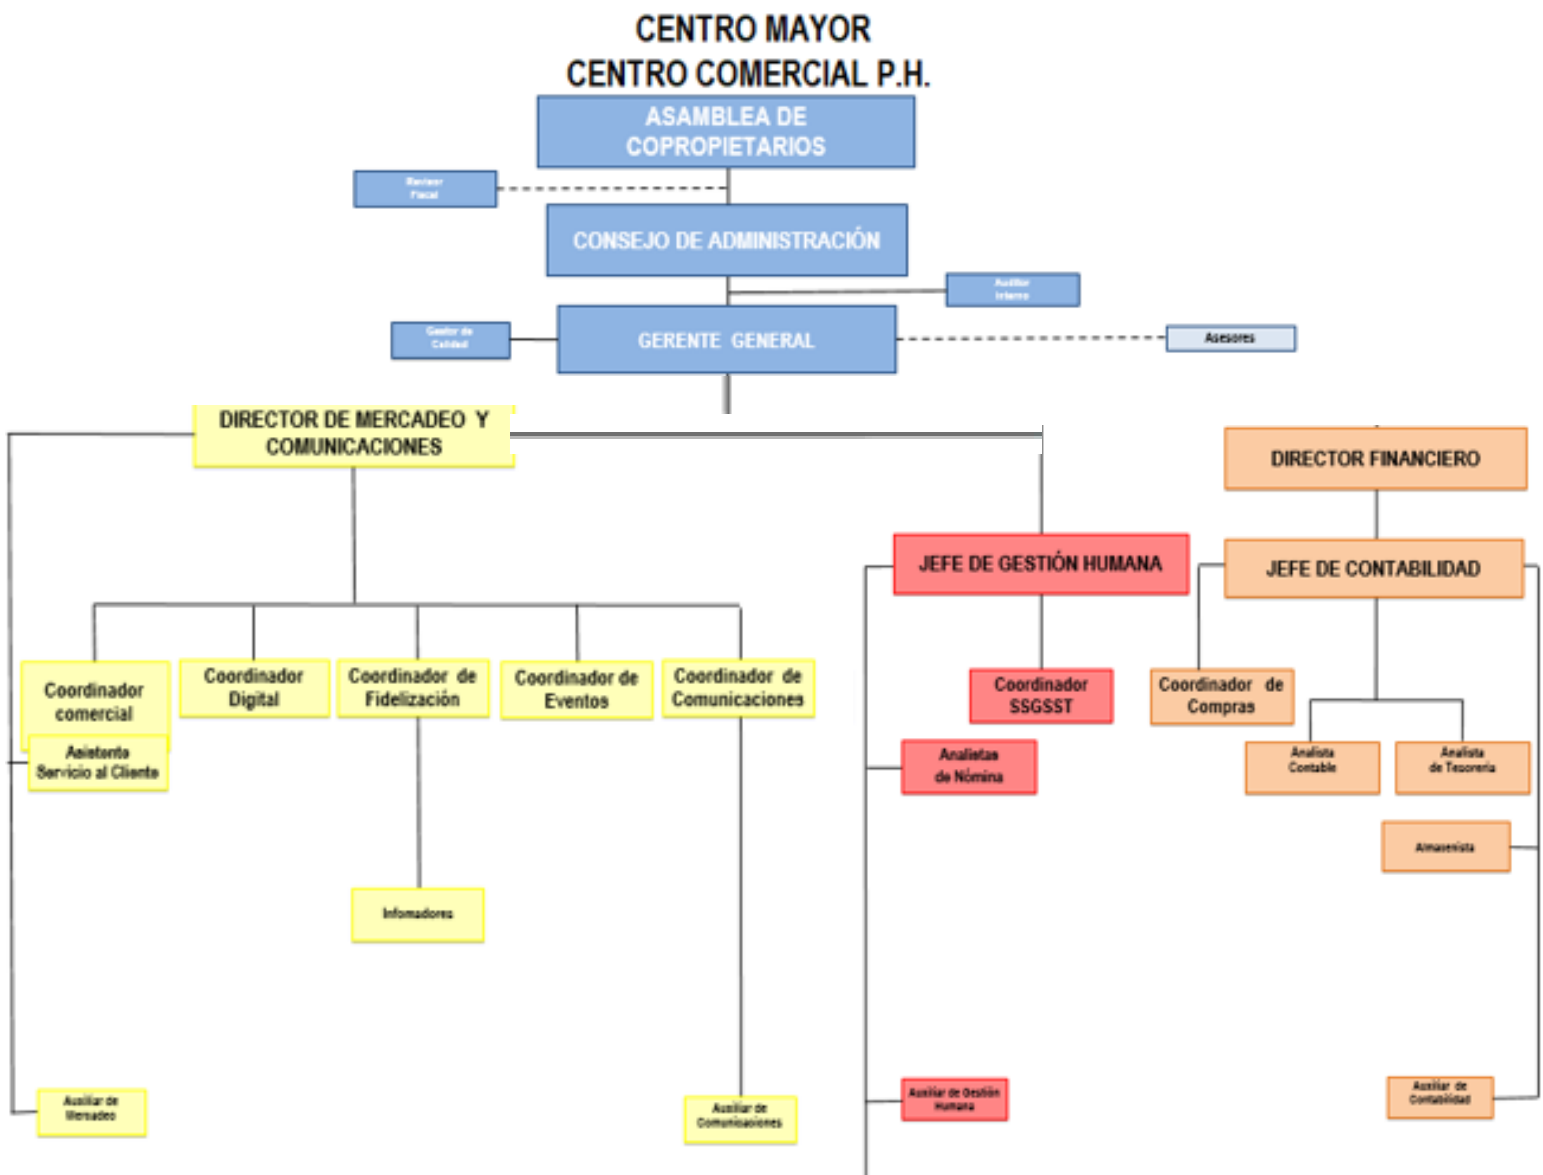 CENTRO MAYOR
CENTRO COMERCIAL P.H.
ASAMBLEA DE
COPROPIETARIOS
Revisor
Fiscal
CONSEJO DE ADMINISTRACIÓN
Auditor
Interno
Gestor de
Calidad
GERENTE GENERAL
Asesores
DIRECTOR DE MERCADEO Y
COMUNICACIONES
DIRECTOR FINANCIERO
JEFE DE GESTIÓN HUMANA
JEFE DE CONTABILIDAD
Coordinador
comercial
Coordinador
Digital
Coordinador de
Fidelización
Coordinador de
Eventos
Coordinador de
Comunicaciones
Coordinador
SSGSST
Coordinador de
Compras
Asistente
Servicio al Cliente
Analistas
de Nómina
Analista
Contable
Analista
de Tesoreria
Almacenista
Infomadores
Auxiliar de
Mercadeo
Auxiliar de
Comunicaciones
Auxiliar de Gestión
Humana
Auxiliar de
Contabilidad